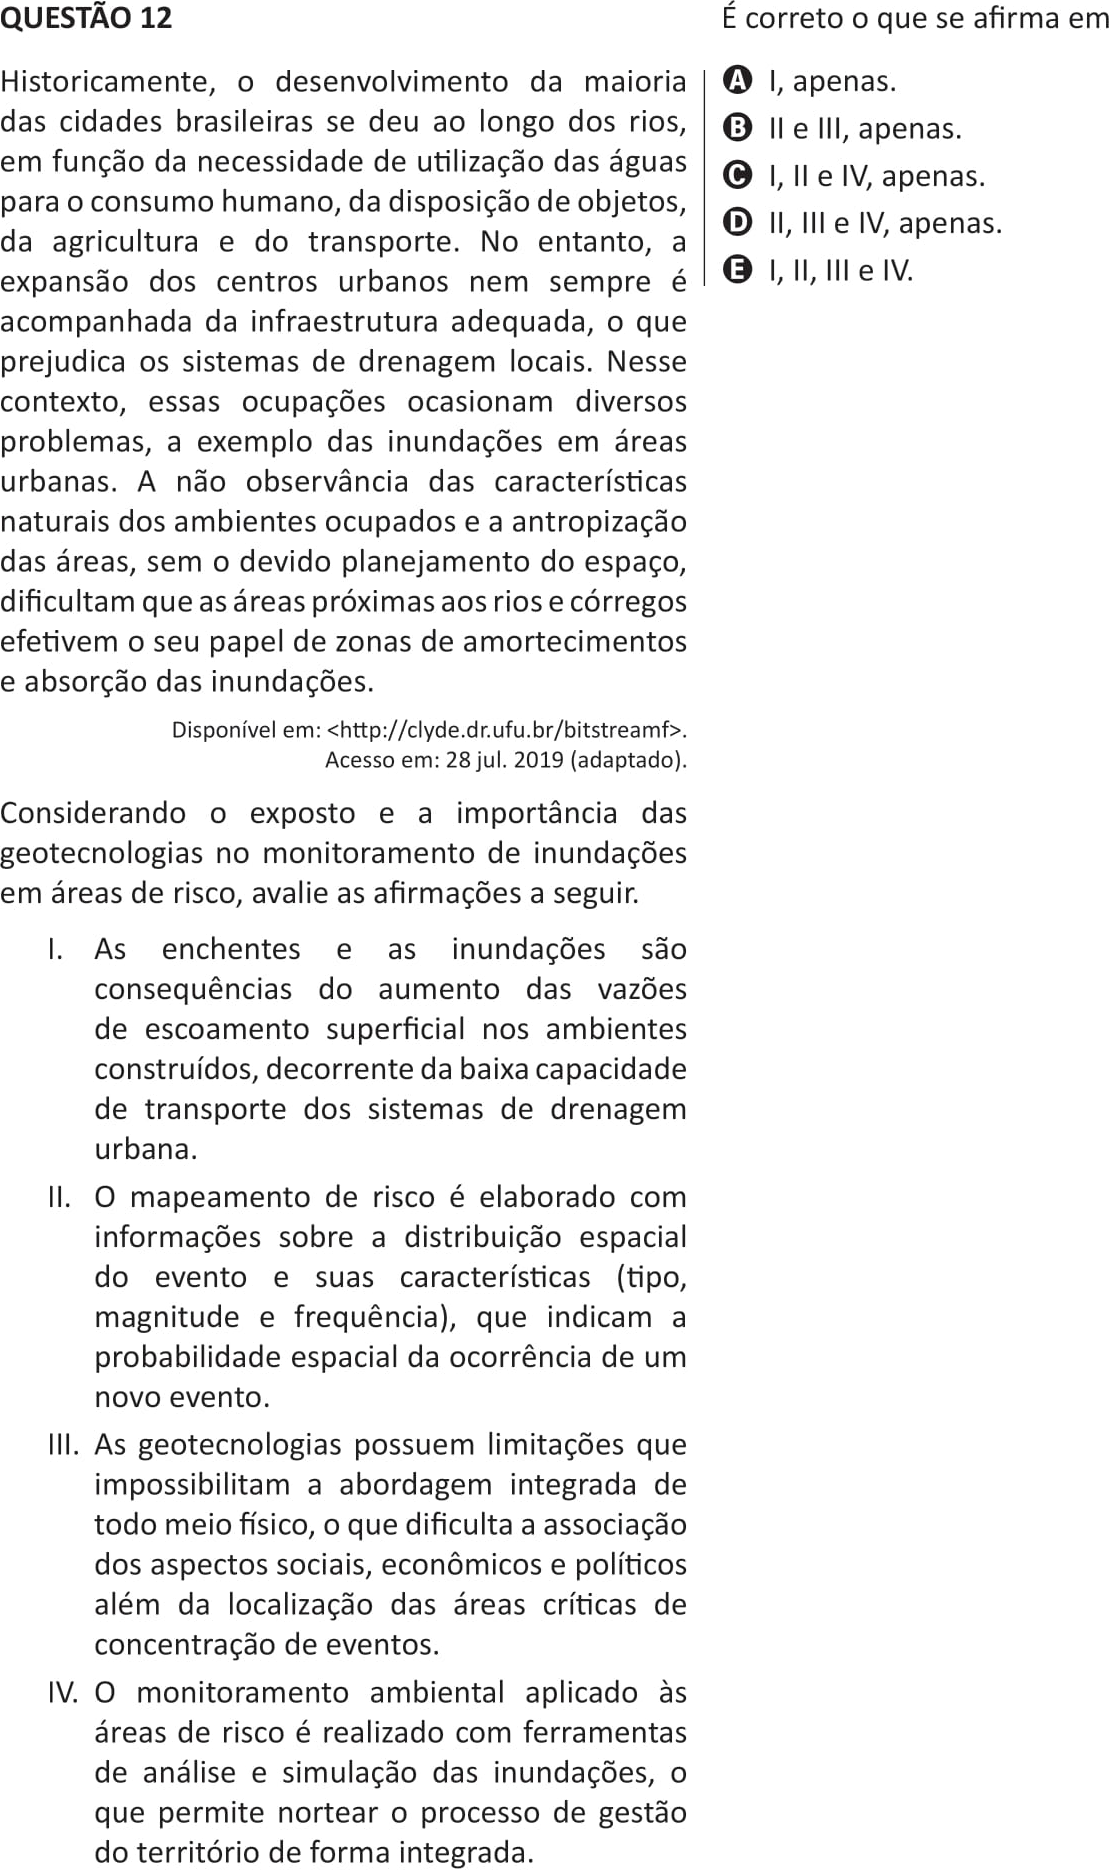 QUESTÃO 12
Historicamente, o desenvolvimento da maioria
das cidades brasileiras se deu ao longo dos rios,
em função da necessidade de utilização das águas
para o consumo humano, da disposição de objetos,
da agricultura e do transporte. No entanto, a
expansão dos centros urbanos nem sempre é
acompanhada da infraestrutura adequada, o que
prejudica os sistemas de drenagem locais. Nesse
contexto, essas ocupações ocasionam diversos
problemas, a exemplo das inundações em áreas
urbanas. A não observância das características
naturais dos ambientes ocupados e a antropização
das áreas, sem o devido planejamento do espaço,
dificultam que as áreas próximas aos rios e córregos
efetivem o seu papel de zonas de amortecimentos
e absorção das inundações.
Disponível em: <http://clyde.dr.ufu.br/bitstreamf>.
Acesso em: 28 jul. 2019 (adaptado).
Considerando o exposto e a importância das
geotecnologias no monitoramento de inundações
em áreas de risco, avalie as afirmações a seguir.
I. As enchentes e as inundações são
consequências do aumento das vazões
de escoamento superficial nos ambientes
construídos, decorrente da baixa capacidade
de transporte dos sistemas de drenagem
urbana.
II. O mapeamento de risco é elaborado com
informações sobre a distribuição espacial
do evento e suas características (tipo,
magnitude e frequência), que indicam a
probabilidade espacial da ocorrência de um
novo evento.
III. As geotecnologias possuem limitações que
impossibilitam a abordagem integrada de
todo meio físico, o que dificulta a associação
dos aspectos sociais, econômicos e políticos
além da localização das áreas críticas de
concentração de eventos.
IV. O monitoramento ambiental aplicado às
áreas de risco é realizado com ferramentas
de análise e simulação das inundações, o
que permite nortear o processo de gestão
do território de forma integrada.
É correto o que se afirma em
A I, apenas.
B II e III, apenas.
C I, II e IV, apenas.
D II, III e IV, apenas.
E I, II, III e IV.